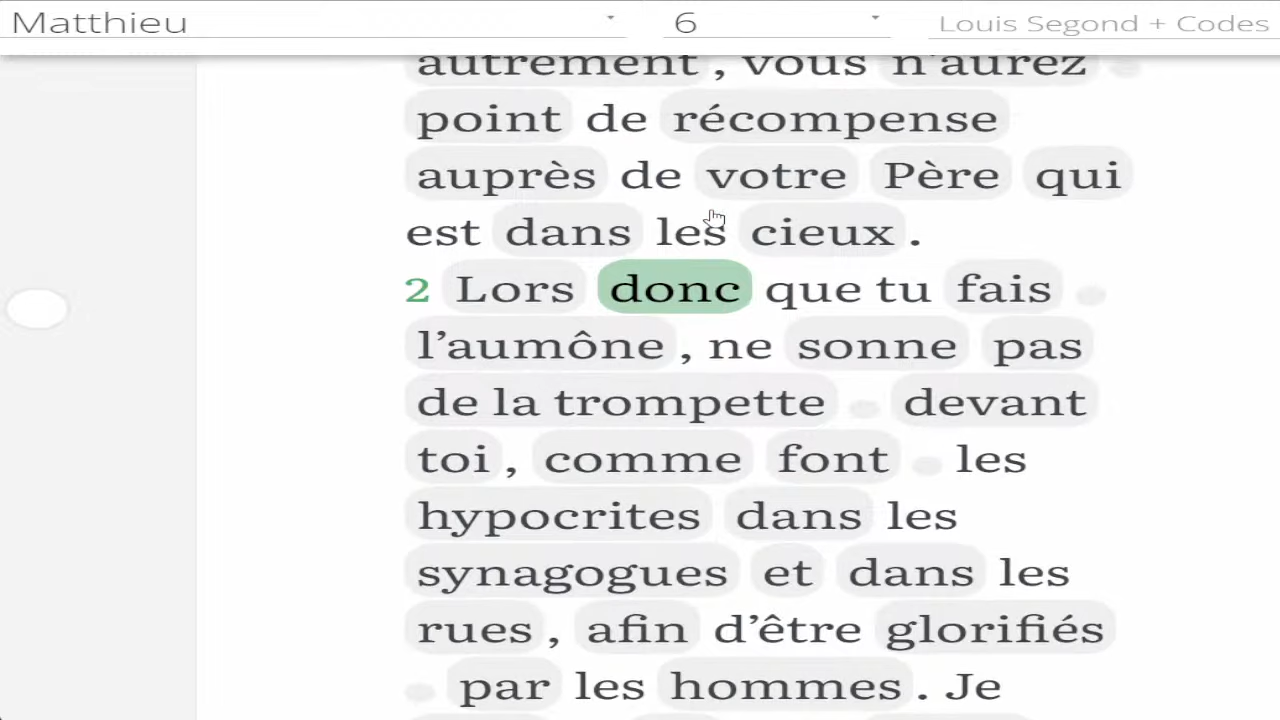 Matthieu 6 Louis Segond + Codes
autrement, vous n'aurez
point de récompense
auprès de votre Père qui
est dans les cieux.
2 Lors donc que tu fais
l’aumône, ne sonne pas
de la trompette devant
toi, comme font les
hypocrites dans les
synagogues et dans les
rues, afin d’être glorifiés
par les hommes. Je